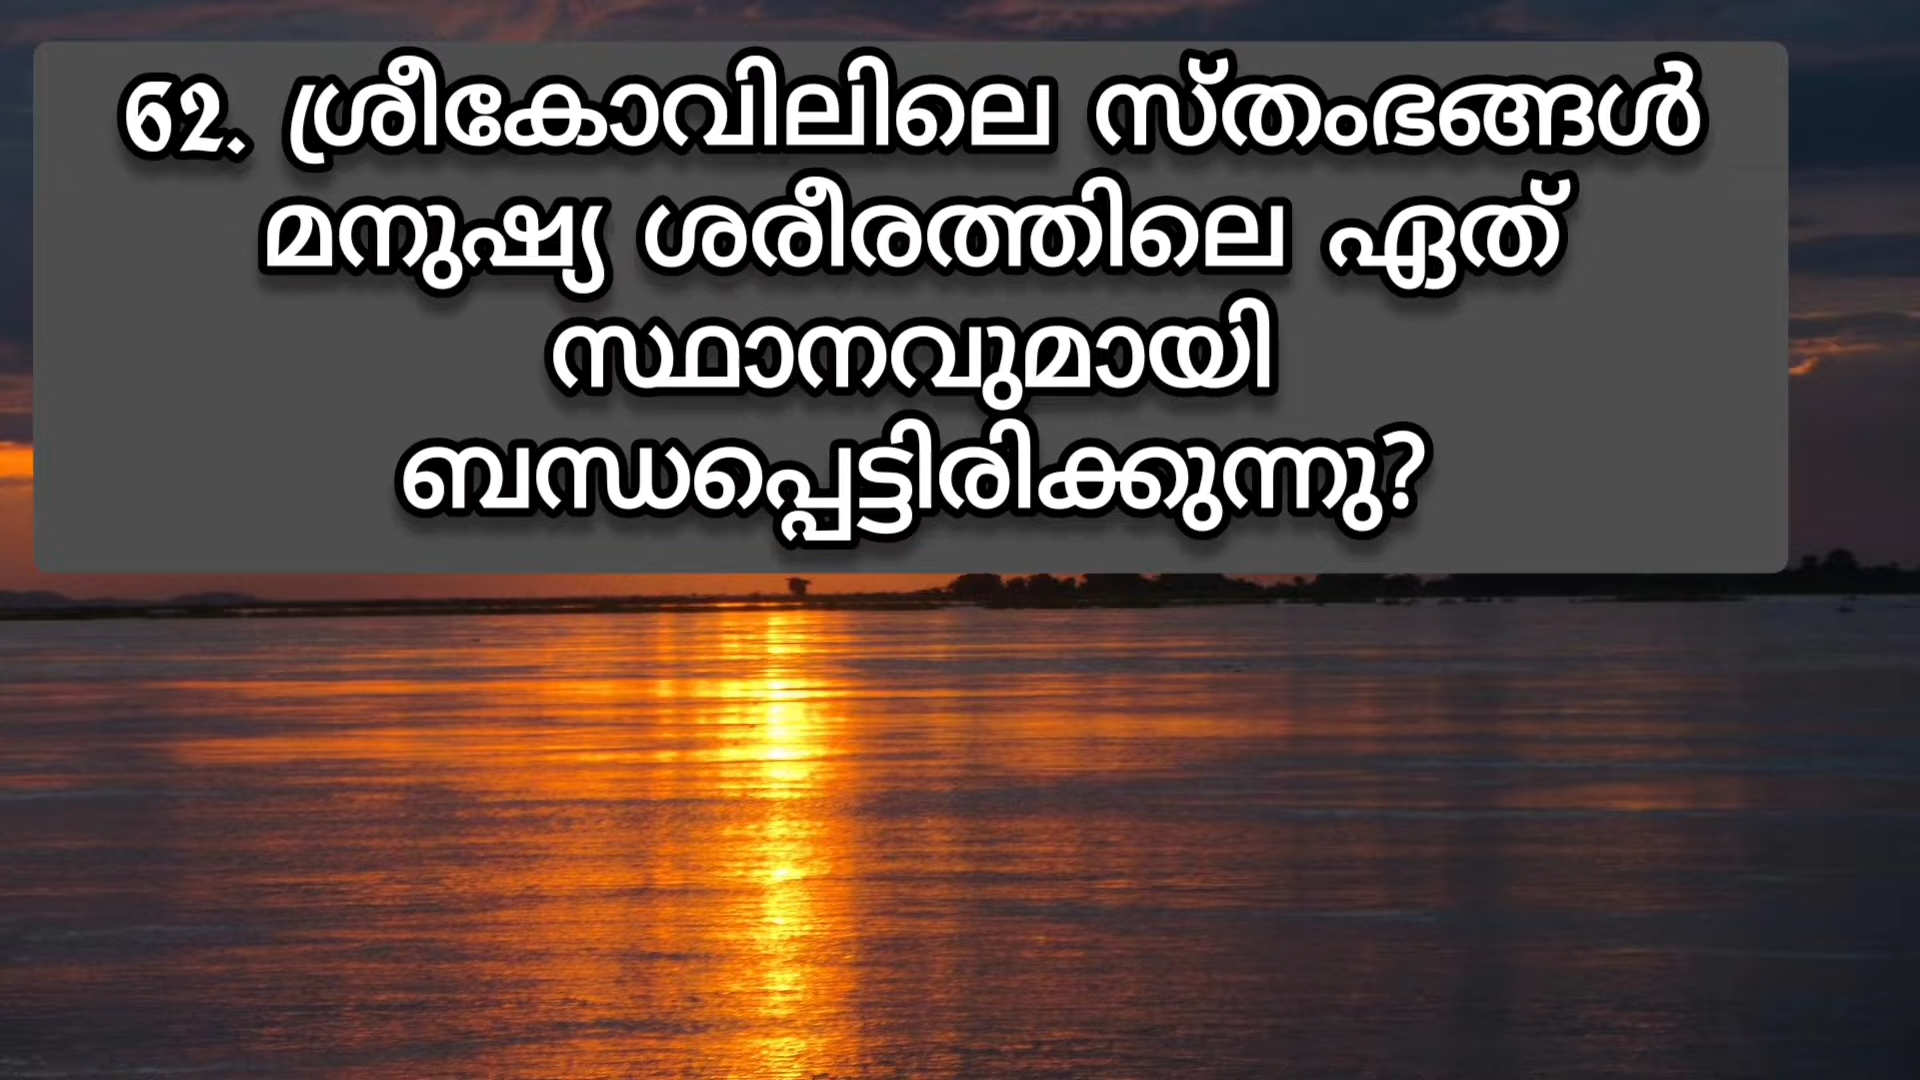 62. ശ്രീകോവിലിലെ സ്തംഭങ്ങൾ
മനുഷ്യ ശരീരത്തിലെ ഏത്
സ്ഥാനവുമായി
ബന്ധപ്പെട്ടിരിക്കുന്നു?